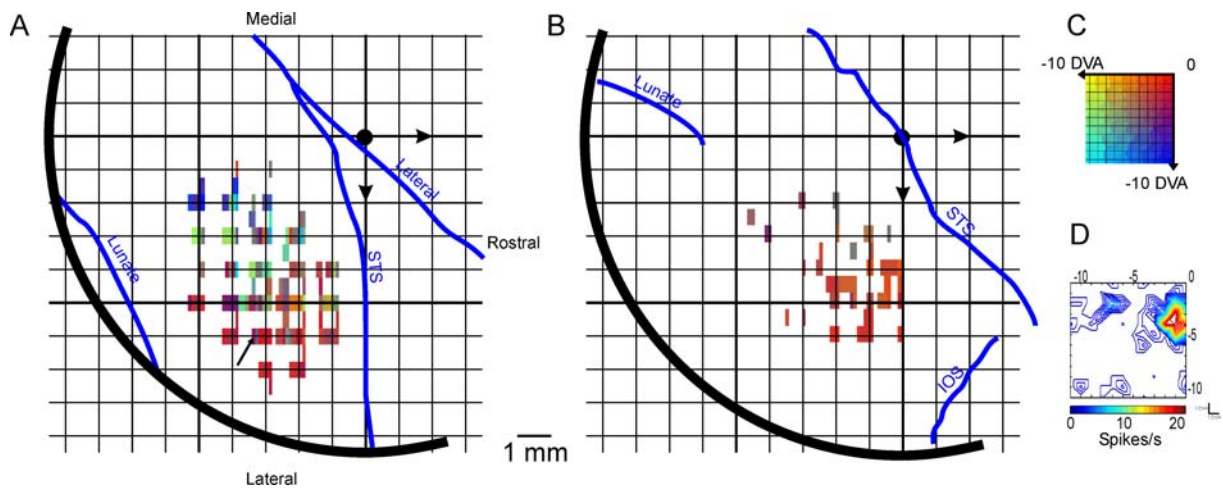 A
Medial
Lunate
Lateral
STS
Rostral
Lateral
1 mm
B
Lunate
STS
IOS
C
-10 DVA
0
-10 DVA
D
-10
-5
0
-5
-10
0 10 20
Spikes/s